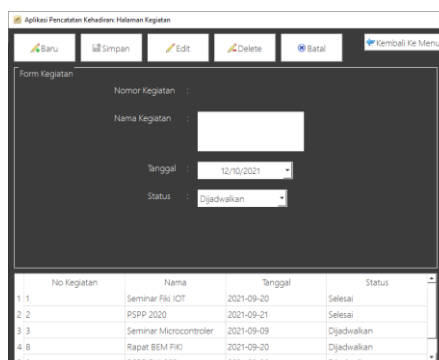 Aplikasi Pencatatan Kehadiran: Halaman Kegiatan
Baru Simpan Edit Delete Batal Kembali Ke Menu
Form Kegiatan
Nomor Kegiatan :
Nama Kegiatan :
Tanggal : 12/10/2021
Status : Dijadwalkan
No Kegiatan Nama Tanggal Status
1 1 Seminar Fiki IOT 2021-09-20 Selesai
2 2 PSPP 2020 2021-09-21 Selesai
3 3 Seminar Microcontroler 2021-09-09 Dijadwalkan
4 8 Rapat BEM FIKI 2021-09-20 Dijadwalkan